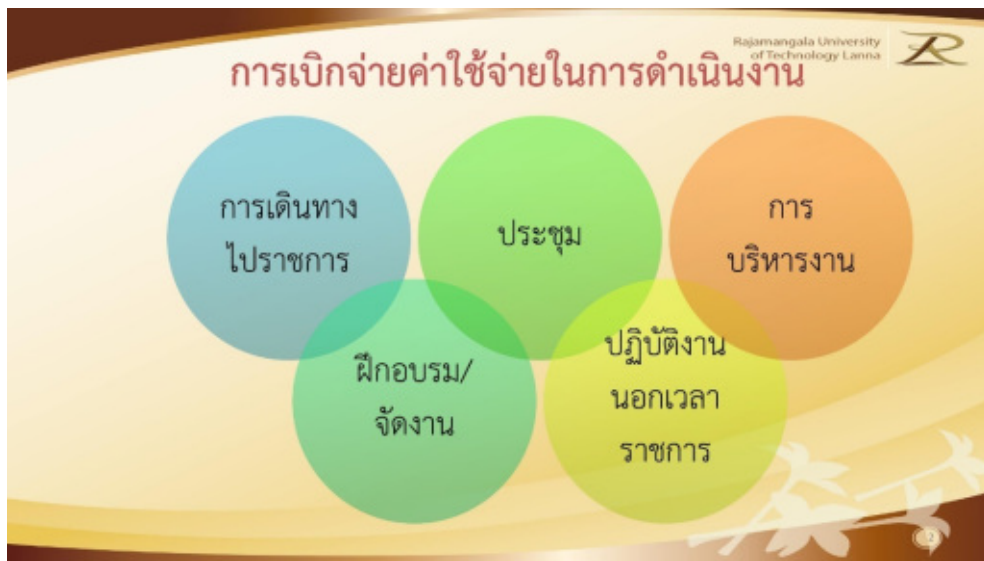 Rajamangala University
of Technology Lanna
การเบิกจ่ายค่าใช้จ่ายในการดำเนินงาน
การเดินทาง
ไปราชการ
ประชุม
การ
บริหารงาน
ฝึกอบรม/
จัดงาน
ปฏิบัติงาน
นอกเวลา
ราชการ
2